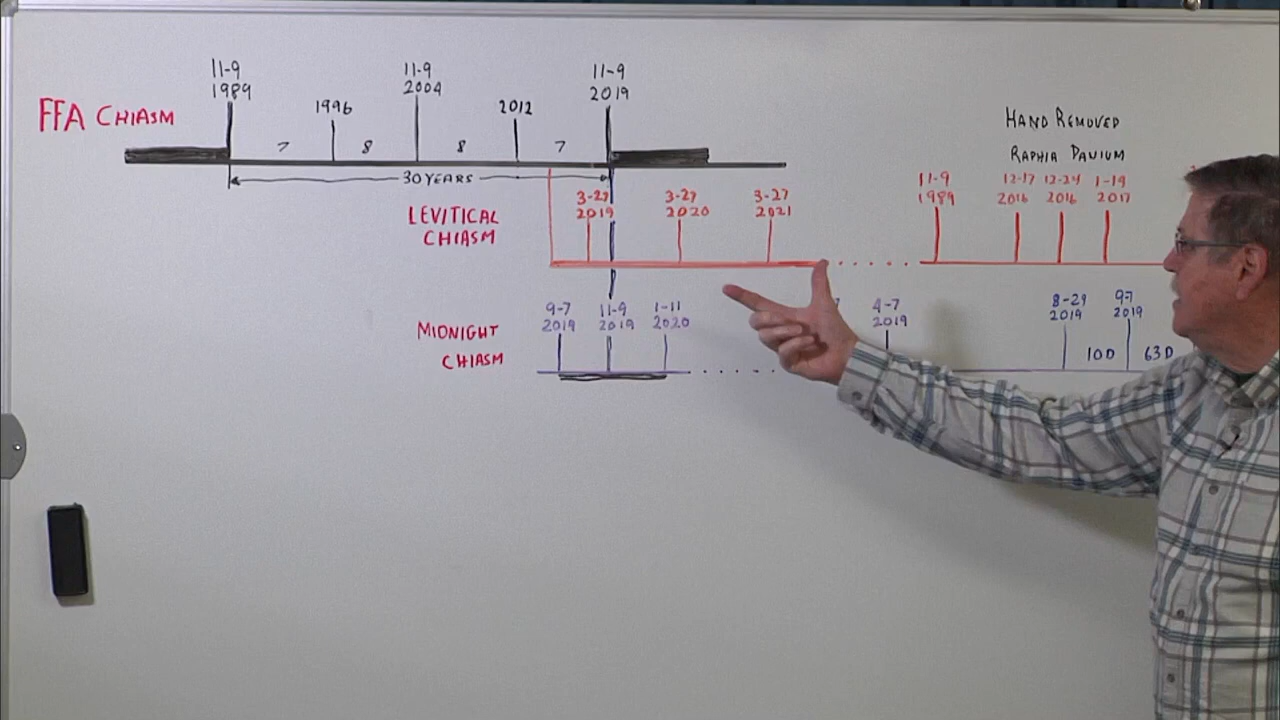 FFA CHIASM
11-9 1989
1996
11-9 2004
2012
11-9 2019
7 8 8 7
30 YEARS
HAND REMOVED
RAPHIA PANIUM
LEVITICAL
CHIASM
3-27 2019
3-27 2020
3-27 2021
11-9 1989
12-17 2016
12-24 2016
1-19 2017
MIDNIGHT
CHIASM
9-7 2019
11-9 2019
1-11 2020
4-7 2019
8-29 2019
9-7 2019
10D 63D